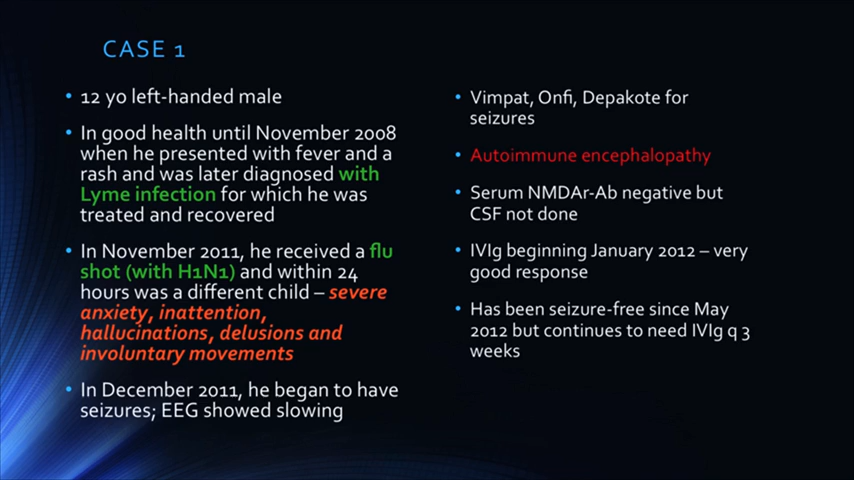 CASE 1
• 12 yo left-handed male
• In good health until November 2008
when he presented with fever and a
rash and was later diagnosed with
Lyme infection for which he was
treated and recovered
• In November 2011, he received a flu
shot (with H1N1) and within 24
hours was a different child – severe
anxiety, inattention,
hallucinations, delusions and
involuntary movements
• In December 2011, he began to have
seizures; EEG showed slowing
• Vimpat, Onfi, Depakote for
seizures
• Autoimmune encephalopathy
• Serum NMDAr-Ab negative but
CSF not done
• IVIg beginning January 2012 – very
good response
• Has been seizure-free since May
2012 but continues to need IVIg q 3
weeks